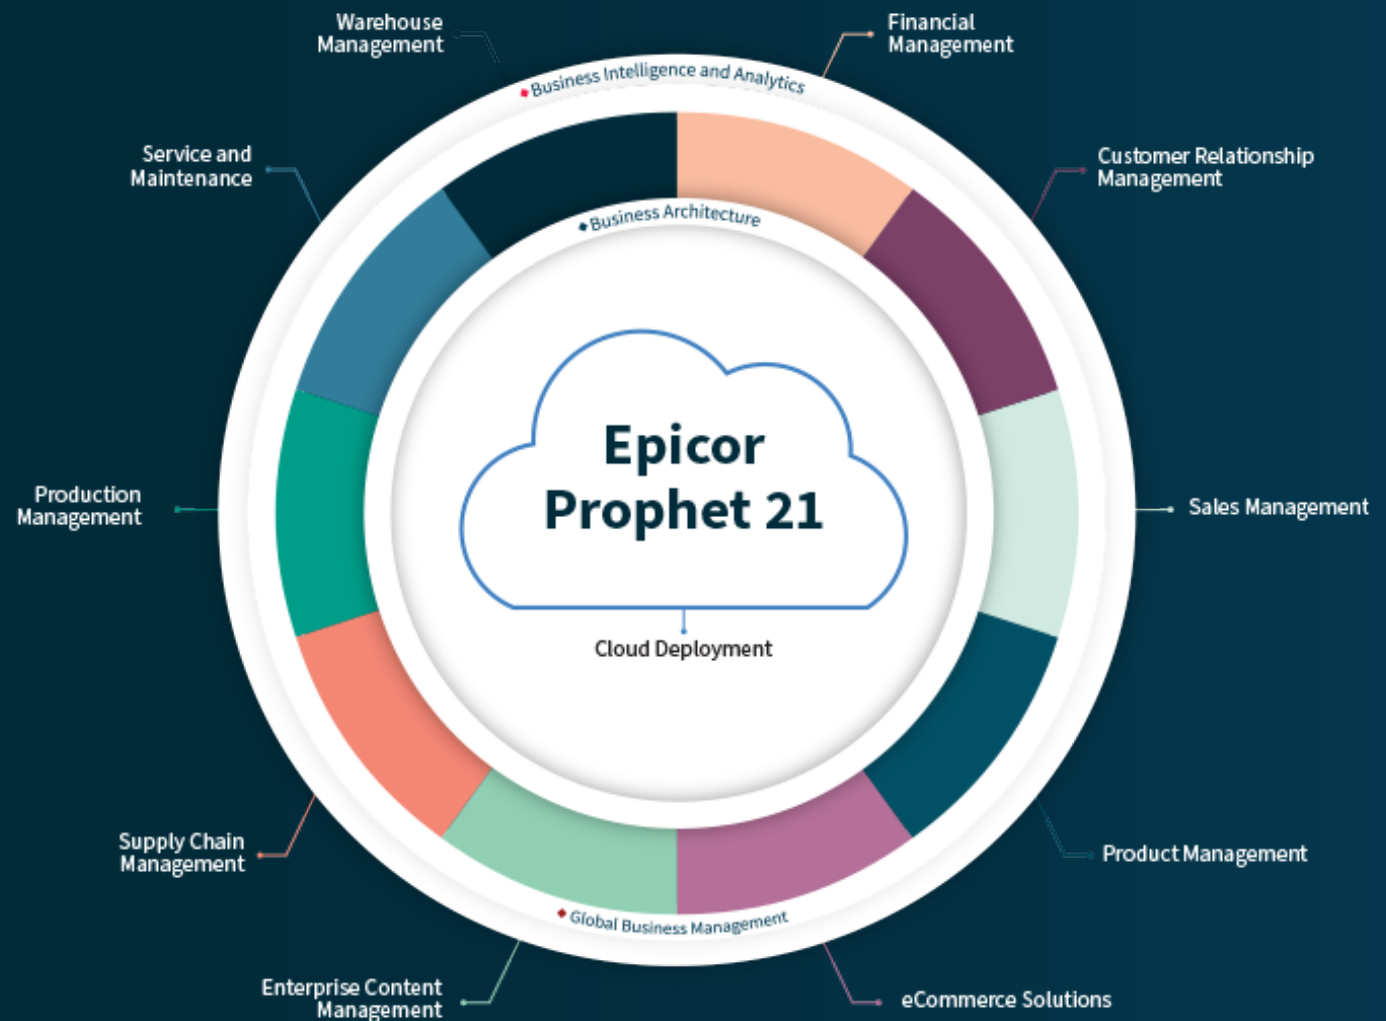 Warehouse
Management
Financial
Management
Business Intelligence and Analytics
Service and
Maintenance
Customer Relationship
Management
Business Architecture
Epicor
Prophet 21
Production
Management
Sales Management
Cloud Deployment
Supply Chain
Management
Product Management
Global Business Management
Enterprise Content
Management
eCommerce Solutions